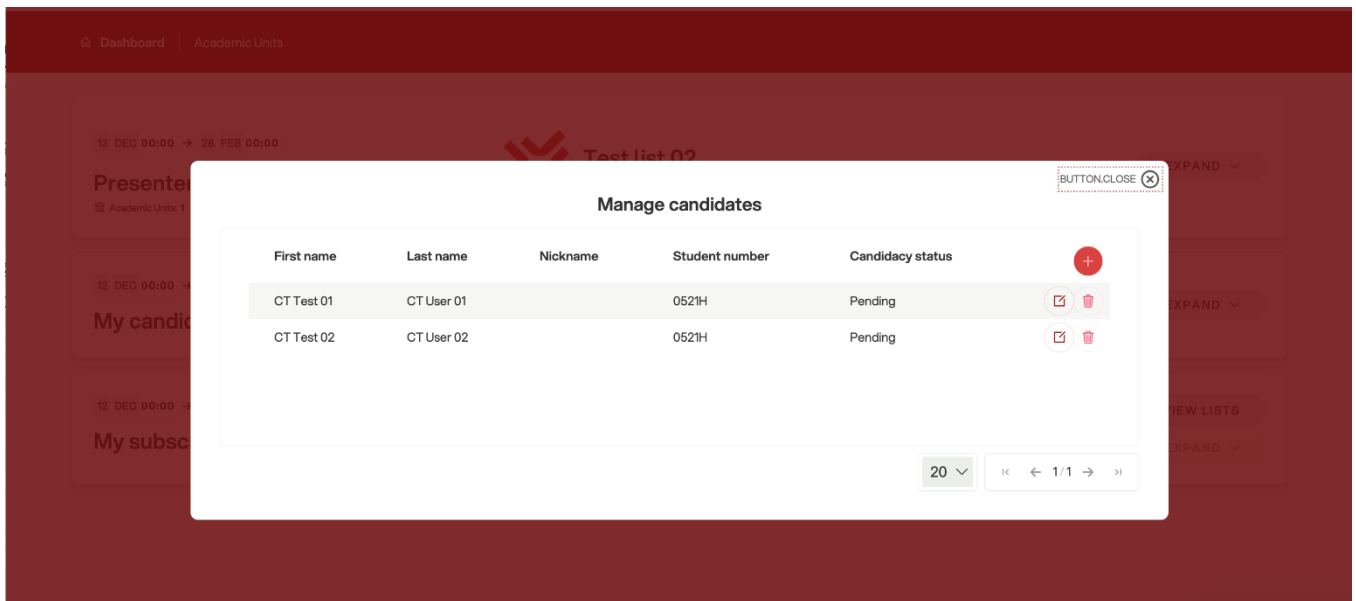 Dashboard Academic Units
12 DEC 00:00 → 28 FEB 00:00
Test list 02
EXPAND
Presenter
Academic Units: 1
BUTTON.CLOSE
Manage candidates
First name Last name Nickname Student number Candidacy status
CT Test 01 CT User 01 0521H Pending
CT Test 02 CT User 02 0521H Pending
12 DEC 00:00
My candid
EXPAND
12 DEC 00:00
My subsc
VIEW LISTS
EXPAND
20
1/1